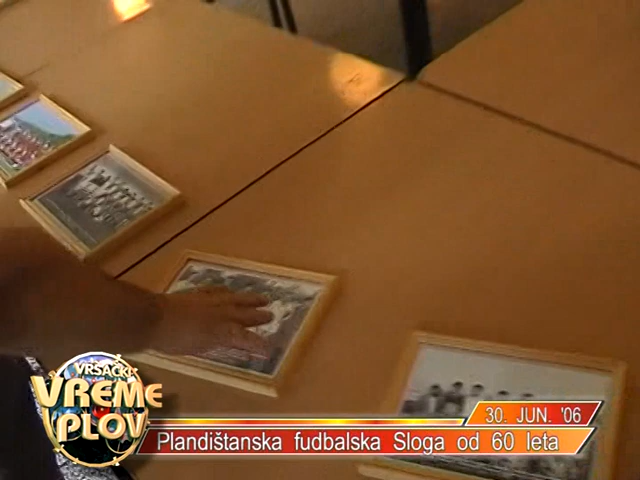 30. JUN. '06
VRŠAČKI
VREME
PLOV
Plandištanska fudbalska Sloga od 60 leta